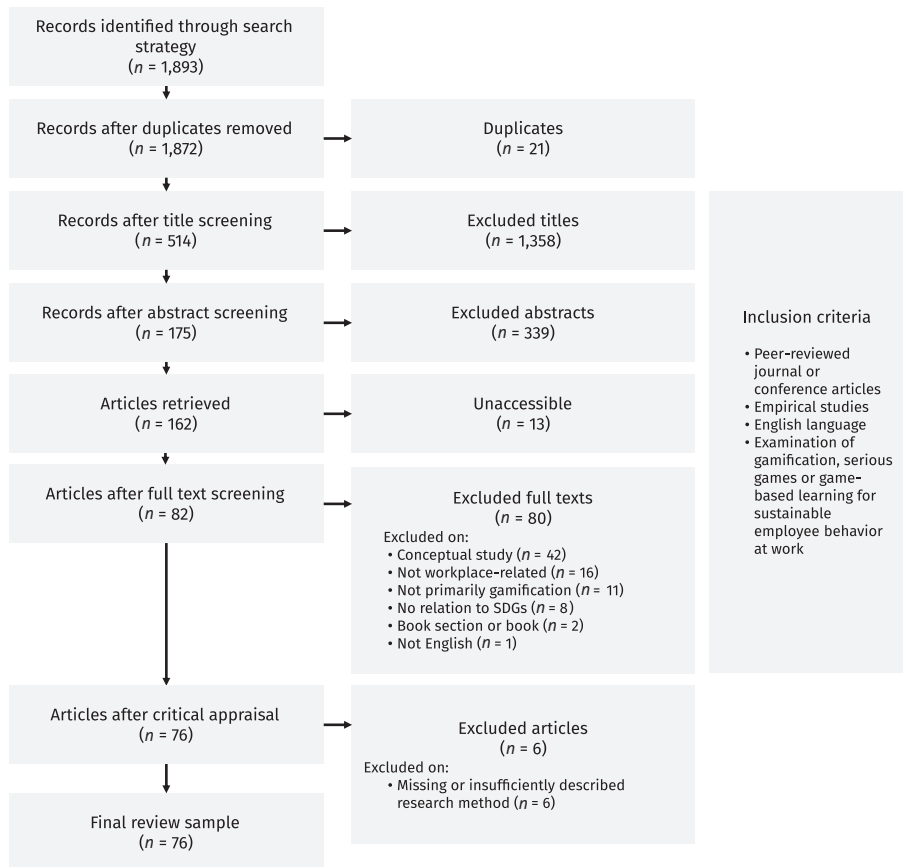 Records identified through search
strategy
(n = 1,893)
Records after duplicates removed
(n = 1,872)
Duplicates
(n = 21)
Records after title screening
(n = 514)
Excluded titles
(n = 1,358)
Records after abstract screening
(n = 175)
Excluded abstracts
(n = 339)
Articles retrieved
(n = 162)
Unaccessible
(n = 13)
Articles after full text screening
(n = 82)
Excluded full texts
(n = 80)
Excluded on:
• Conceptual study (n = 42)
• Not workplace-related (n = 16)
• Not primarily gamification (n = 11)
• No relation to SDGs (n = 8)
• Book section or book (n = 2)
• Not English (n = 1)
Inclusion criteria
• Peer-reviewed
journal or
conference articles
• Empirical studies
• English language
• Examination of
gamification, serious
games or game-
based learning for
sustainable
employee behavior
at work
Articles after critical appraisal
(n = 76)
Excluded articles
(n = 6)
Excluded on:
• Missing or insufficiently described
research method (n = 6)
Final review sample
(n = 76)